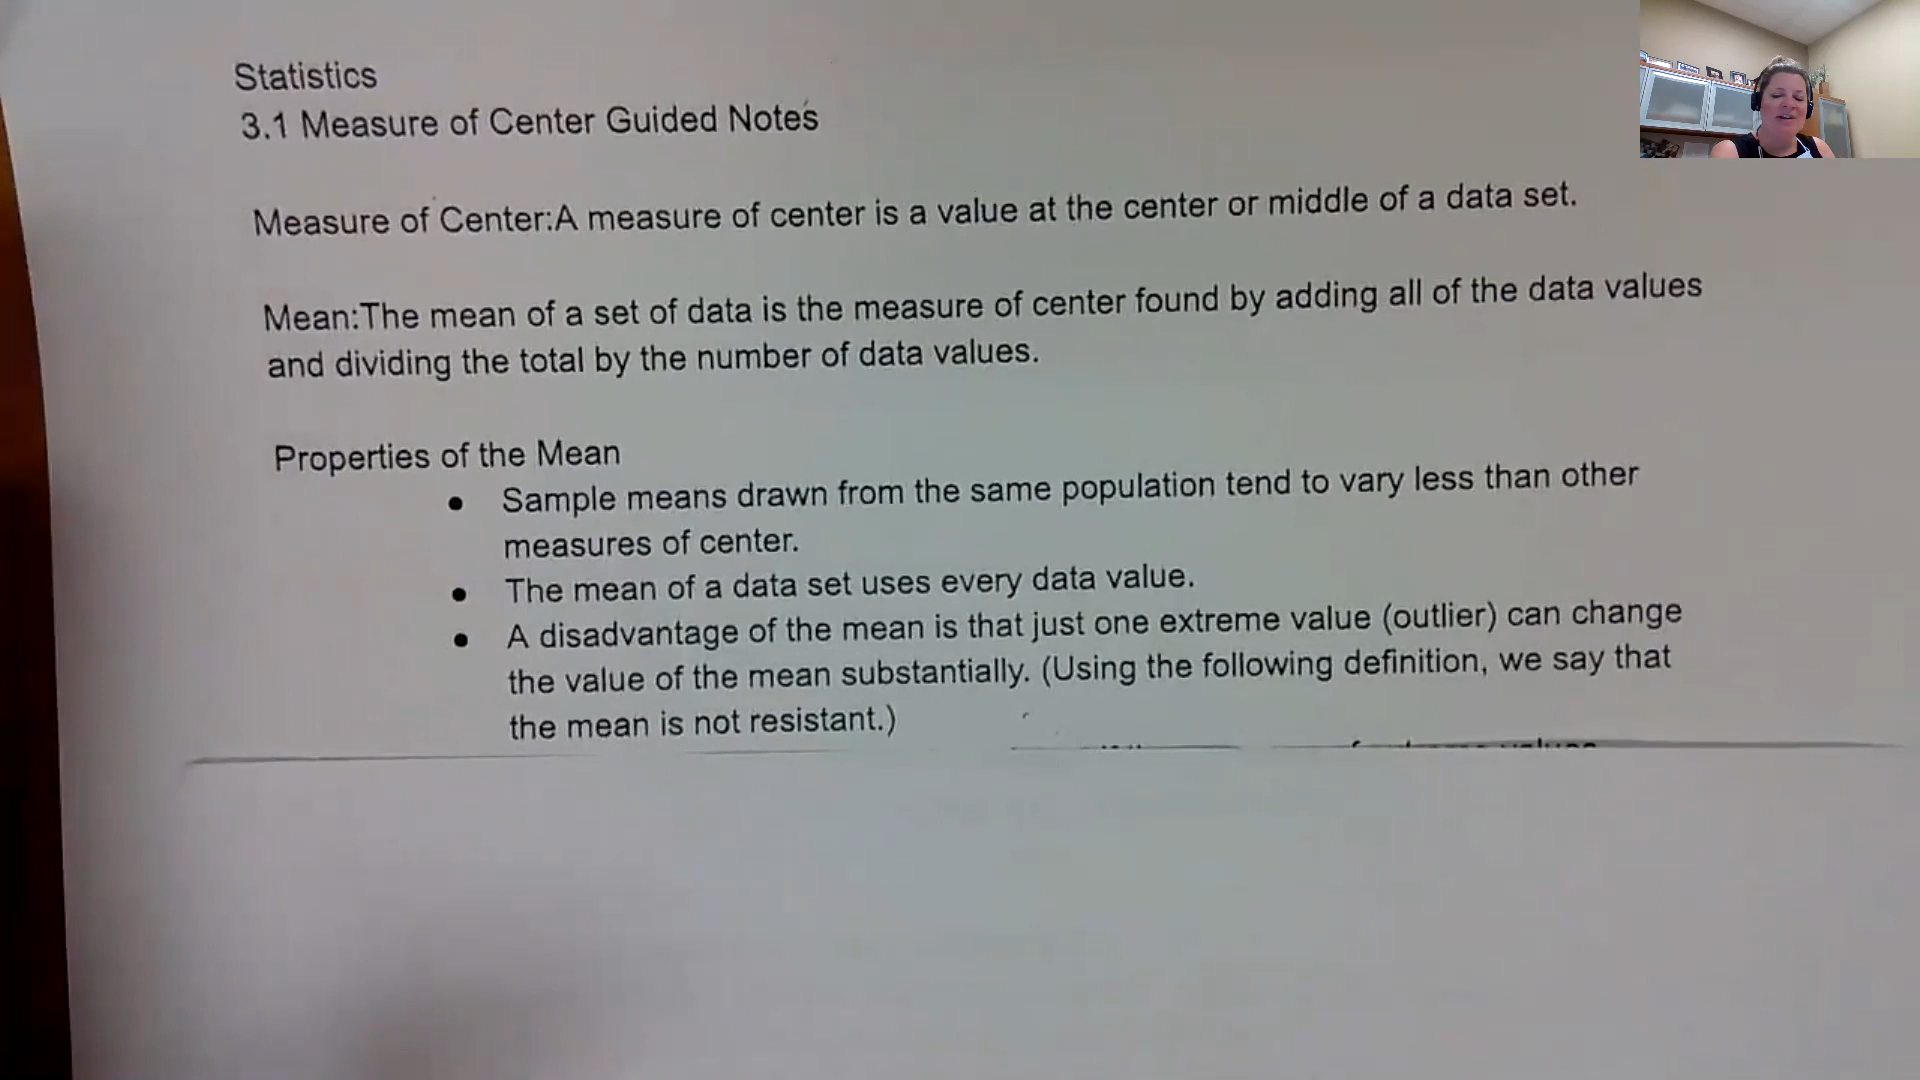 Statistics
3.1 Measure of Center Guided Notes
Measure of Center:A measure of center is a value at the center or middle of a data set.
Mean:The mean of a set of data is the measure of center found by adding all of the data values
and dividing the total by the number of data values.
Properties of the Mean
● Sample means drawn from the same population tend to vary less than other
measures of center.
● The mean of a data set uses every data value.
● A disadvantage of the mean is that just one extreme value (outlier) can change
the value of the mean substantially. (Using the following definition, we say that
the mean is not resistant.)